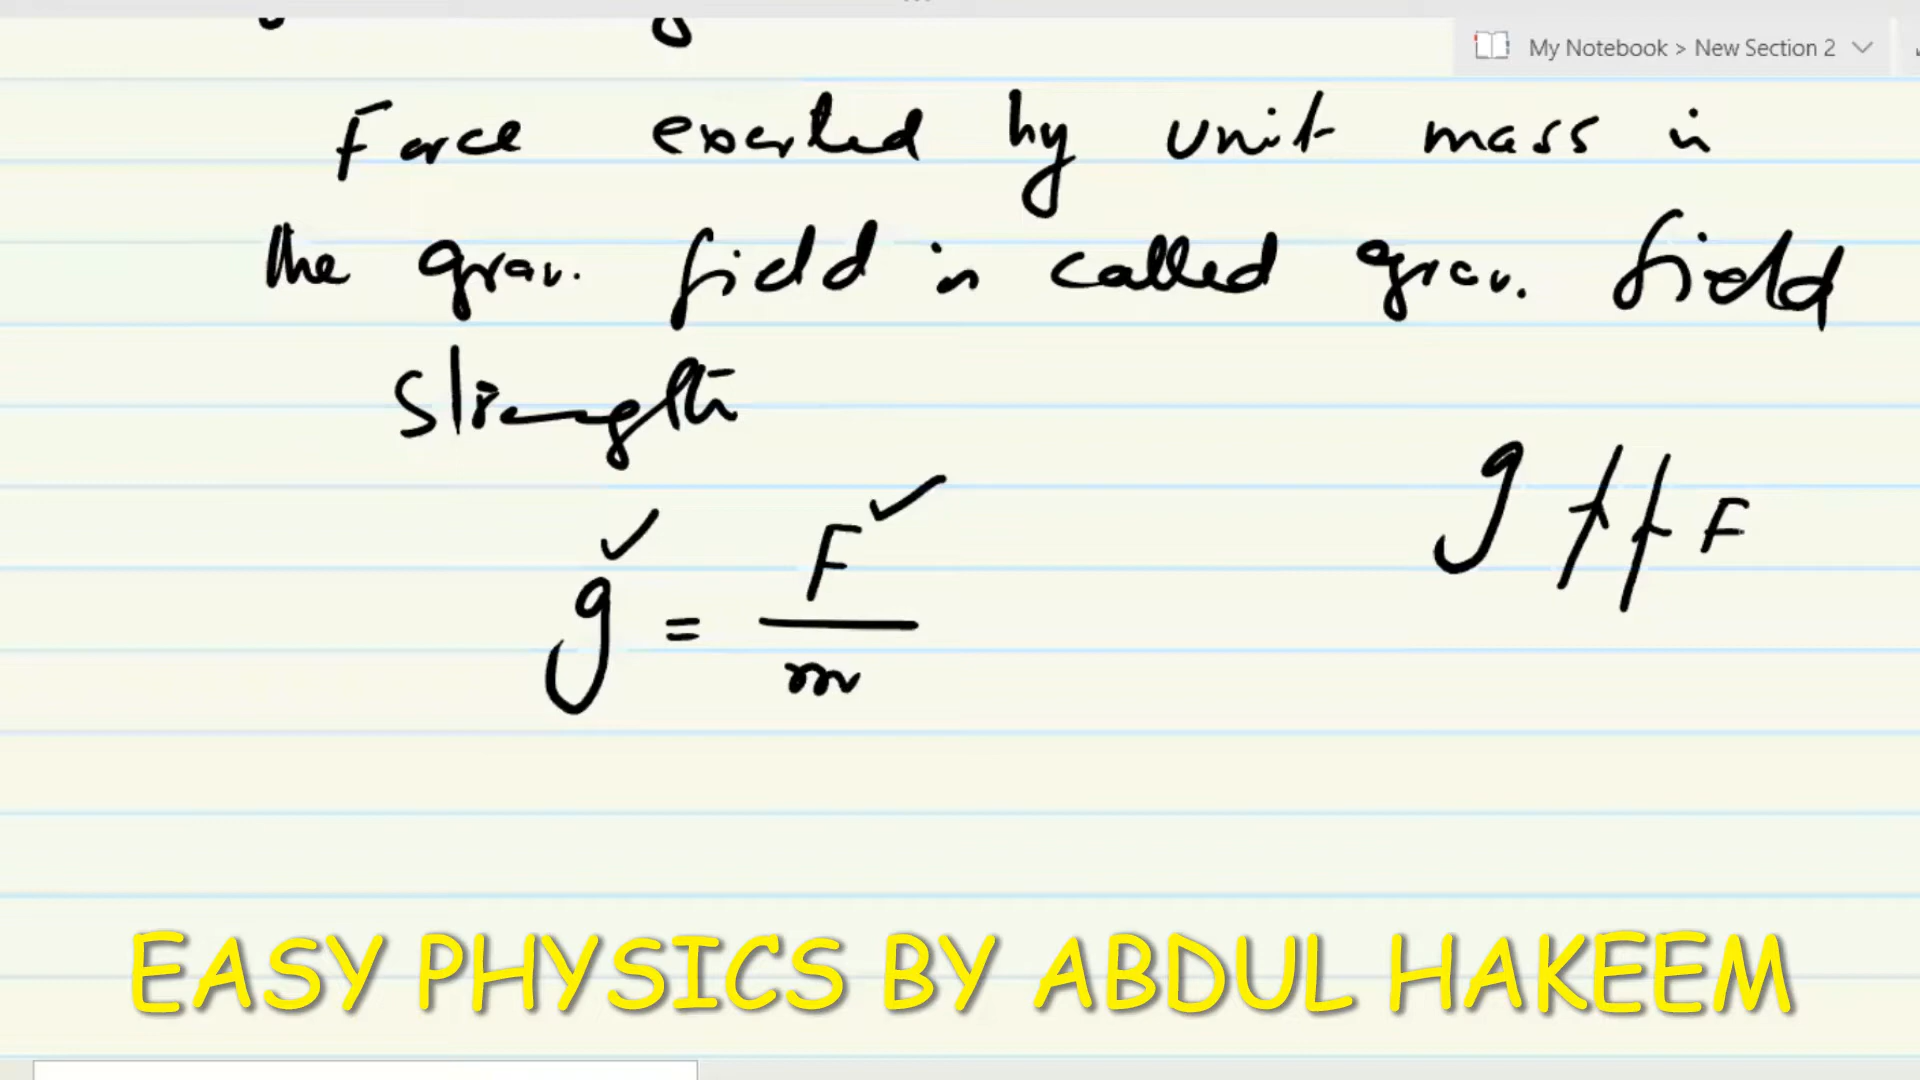 My Notebook > New Section 2
Force exerted by unit mass in
the grav. field is called grav. field
strength
g = F
m
g F
EASY PHYSICS BY ABDUL HAKEEM